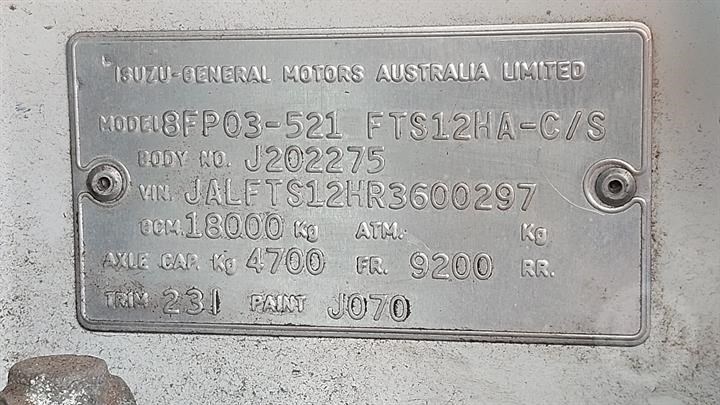 ISUZU-GENERAL MOTORS AUSTRALIA LIMITED
MODEL 8FP03-521 FTS12HA-C/S
BODY NO. J202275
VIN. JALFTS12HR3600297
GCM. 18000 Kg ATM. Kg
AXLE CAP. Kg 4700 FR. 9200 RR.
TRIM 231 PAINT J070